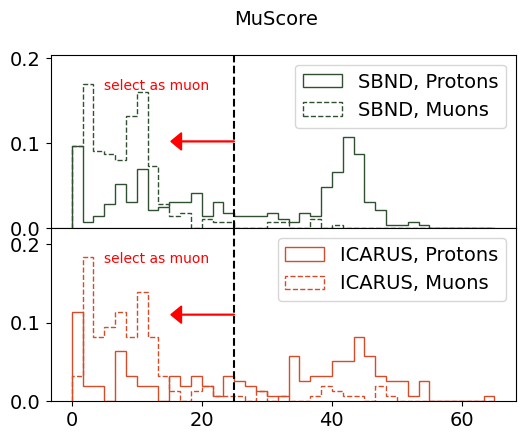 MuScore
0.2
select as muon
SBND, Protons
SBND, Muons
0.1
0.0
0.2
select as muon
ICARUS, Protons
ICARUS, Muons
0.1
0.0
0 20 40 60